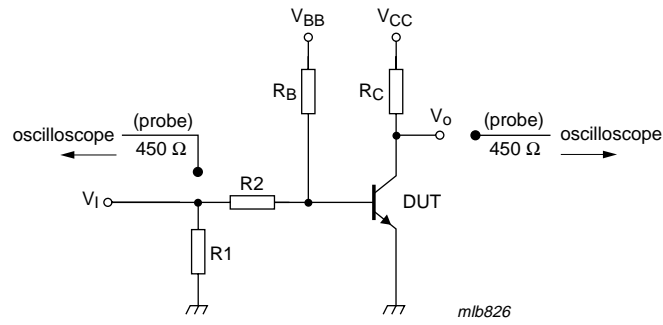 VBB VCC
RB RC
(probe) Vo (probe)
oscilloscope 450 Ω 450 Ω oscilloscope
R2 DUT
VI
R1
mlb826